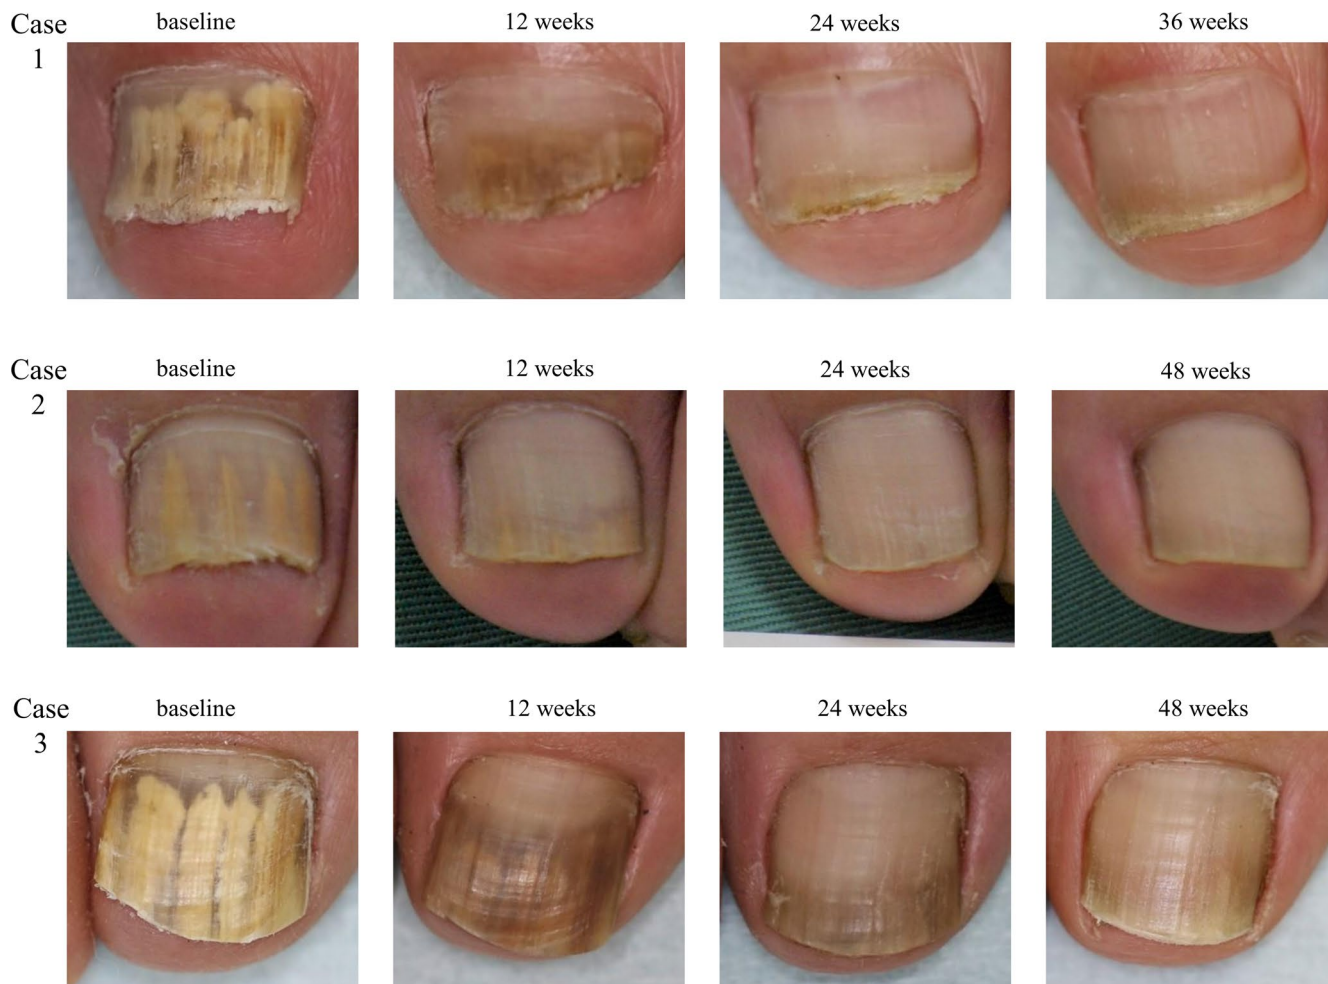 Case
1
baseline
12 weeks
24 weeks
36 weeks
Case
2
baseline
12 weeks
24 weeks
48 weeks
Case
3
baseline
12 weeks
24 weeks
48 weeks